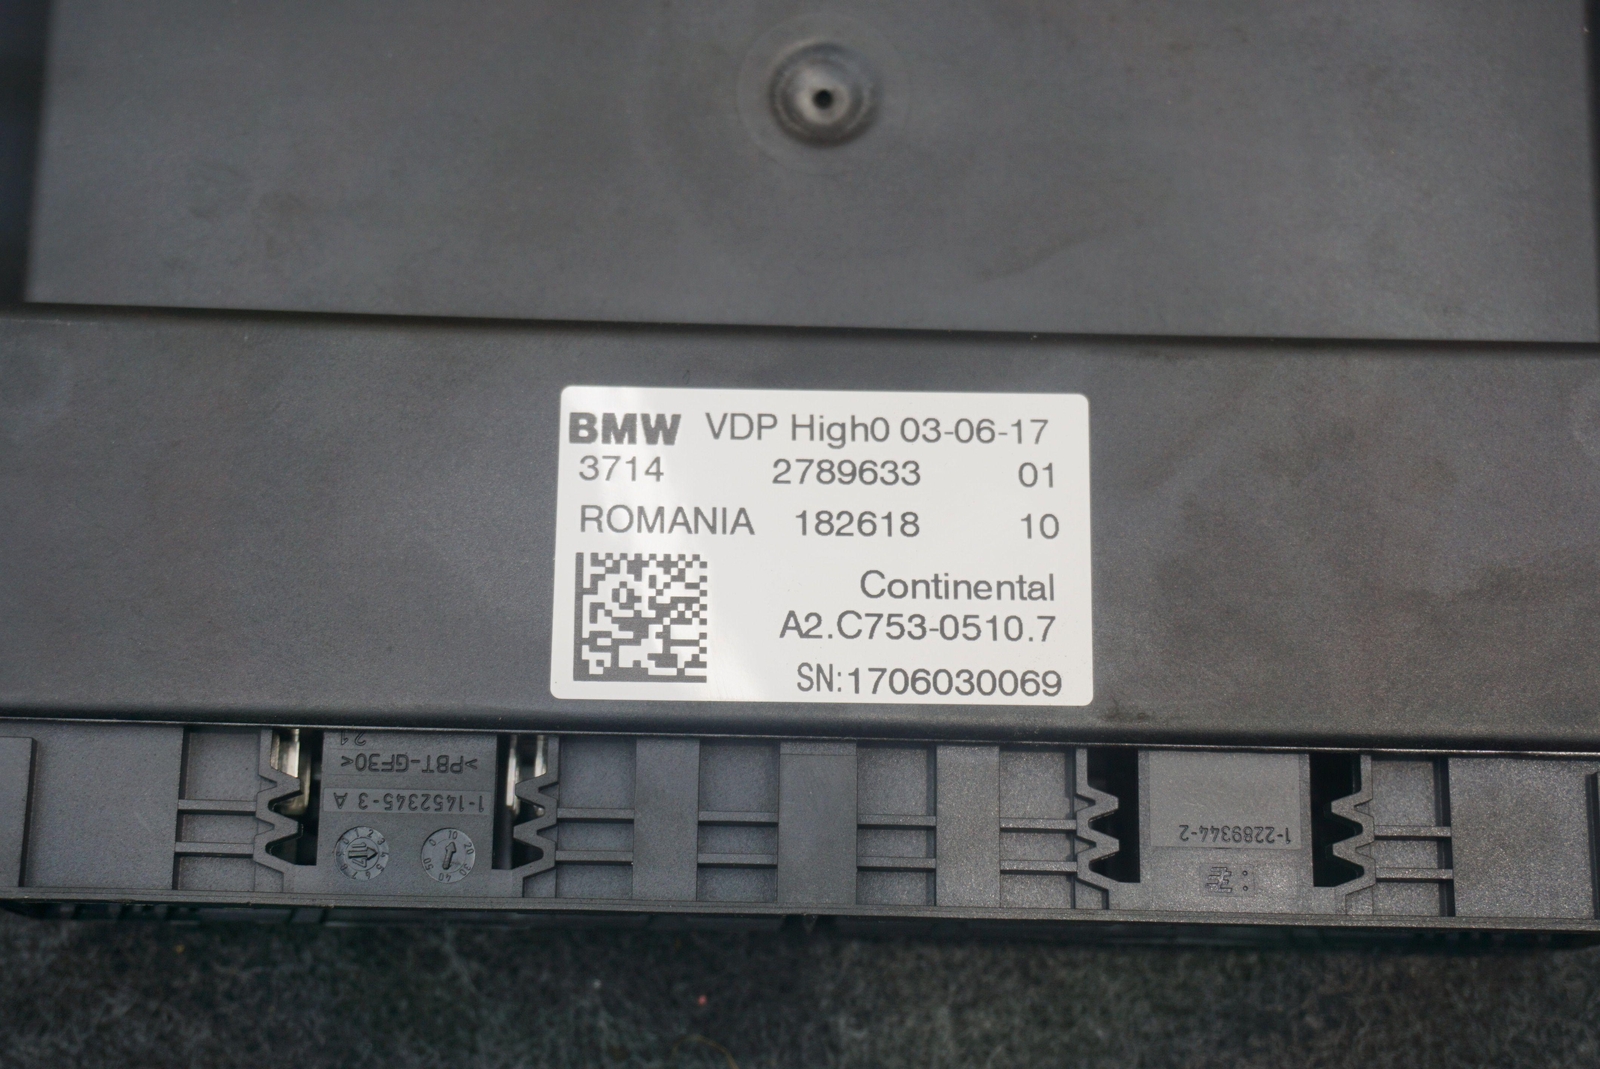 BMW VDP High0 03-06-17
3714 2789633 01
ROMANIA 182618 10
Continental
A2.C753-0510.7
SN:1706030069
21
>PBT-GF30<
1-1452345-3 A
1-2289344-2